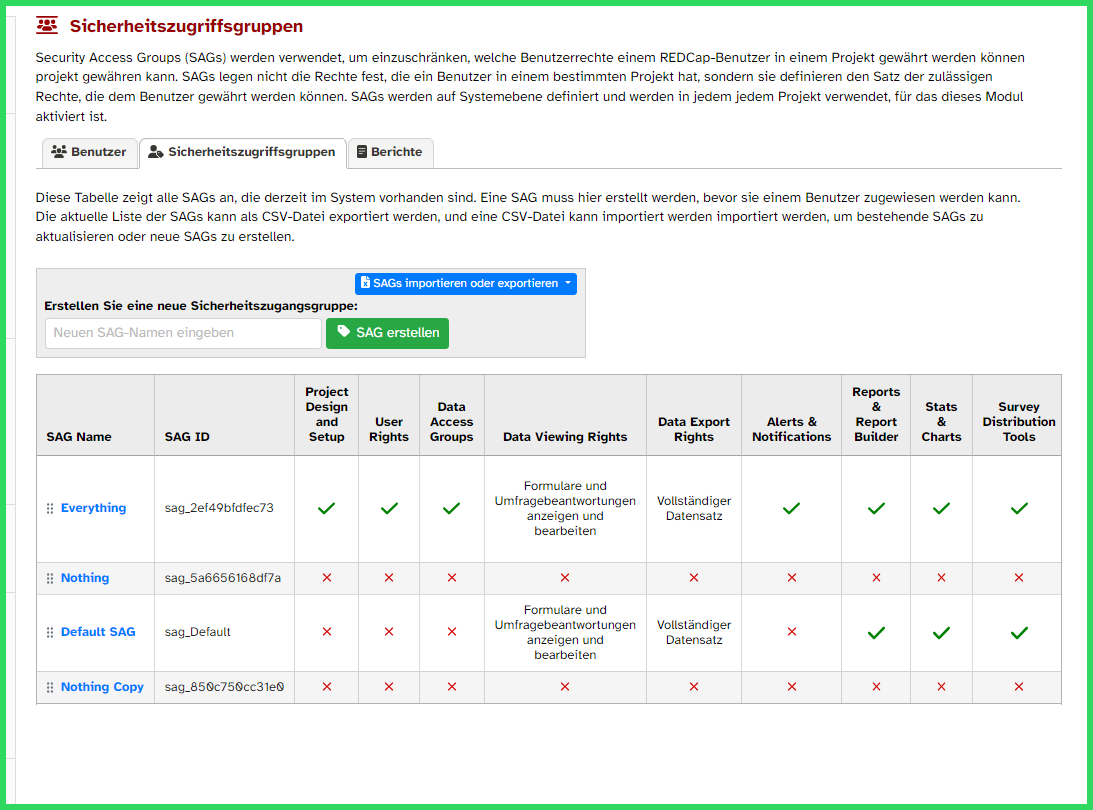 Sicherheitszugriffsgruppen
Security Access Groups (SAGs) werden verwendet, um einzuschränken, welche Benutzerrechte einem REDCap-Benutzer in einem Projekt gewährt werden können
projekt gewähren kann. SAGs legen nicht die Rechte fest, die ein Benutzer in einem bestimmten Projekt hat, sondern sie definieren den Satz der zulässigen
Rechte, die dem Benutzer gewährt werden können. SAGs werden auf Systemebene definiert und werden in jedem jedem Projekt verwendet, für das dieses Modul
aktiviert ist.
Benutzer Sicherheitszugriffsgruppen Berichte
Diese Tabelle zeigt alle SAGs an, die derzeit im System vorhanden sind. Eine SAG muss hier erstellt werden, bevor sie einem Benutzer zugewiesen werden kann.
Die aktuelle Liste der SAGs kann als CSV-Datei exportiert werden, und eine CSV-Datei kann importiert werden importiert werden, um bestehende SAGs zu
aktualisieren oder neue SAGs zu erstellen.
SAGs importieren oder exportieren
Erstellen Sie eine neue Sicherheitszugangsgruppe:
Neuen SAG-Namen eingeben SAG erstellen
SAG Name
SAG ID
Project
Design
and
Setup
User
Rights
Data
Access
Groups
Data Viewing Rights
Data Export
Rights
Alerts &
Notifications
Reports
&
Report
Builder
Stats
&
Charts
Survey
Distribution
Tools
Everything
sag_2ef49bfdfec73
Formulare und
Umfragebeantwortungen
anzeigen und
bearbeiten
Vollständiger
Datensatz
Nothing
sag_5a6656168df7a
Default SAG
sag_Default
Formulare und
Umfragebeantwortungen
anzeigen und
bearbeiten
Vollständiger
Datensatz
Nothing Copy
sag_850c750cc31e0